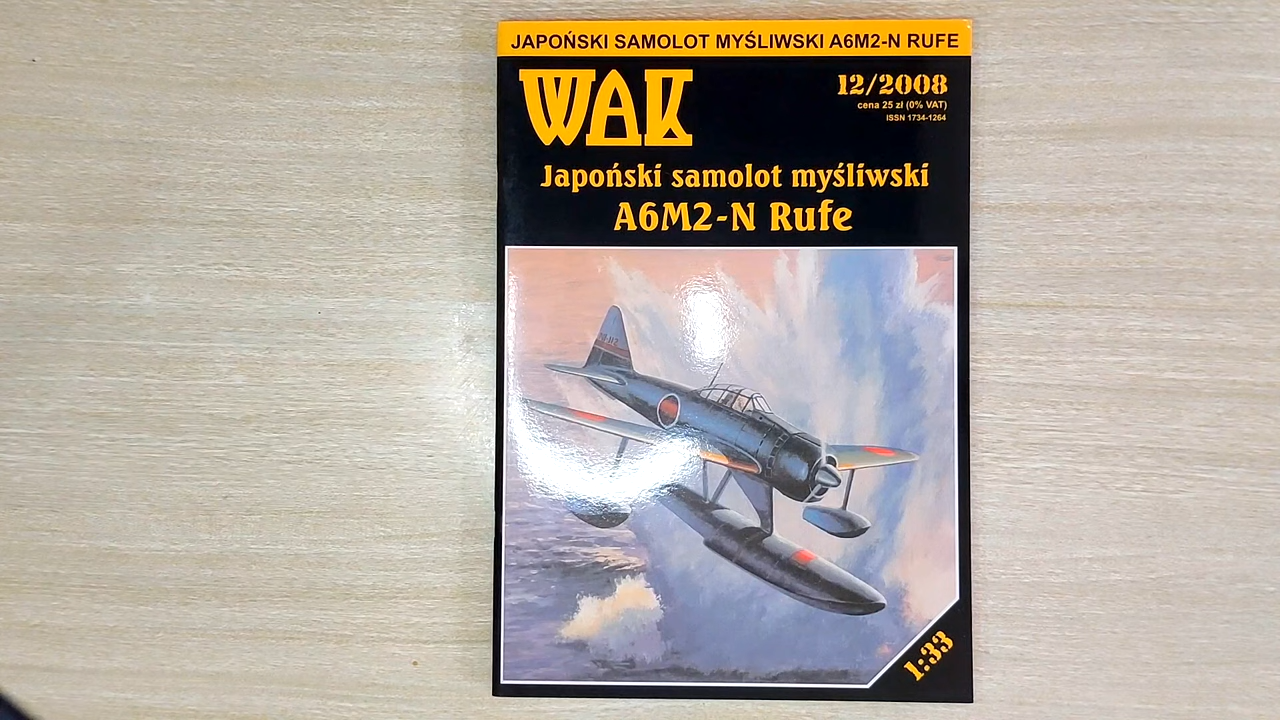 JAPOŃSKI SAMOLOT MYŚLIWSKI A6M2-N RUFE
WAK
12/2008
cena 25 zł (0% VAT)
ISSN 1734-1264
Japoński samolot myśliwski
A6M2-N Rufe
1:33